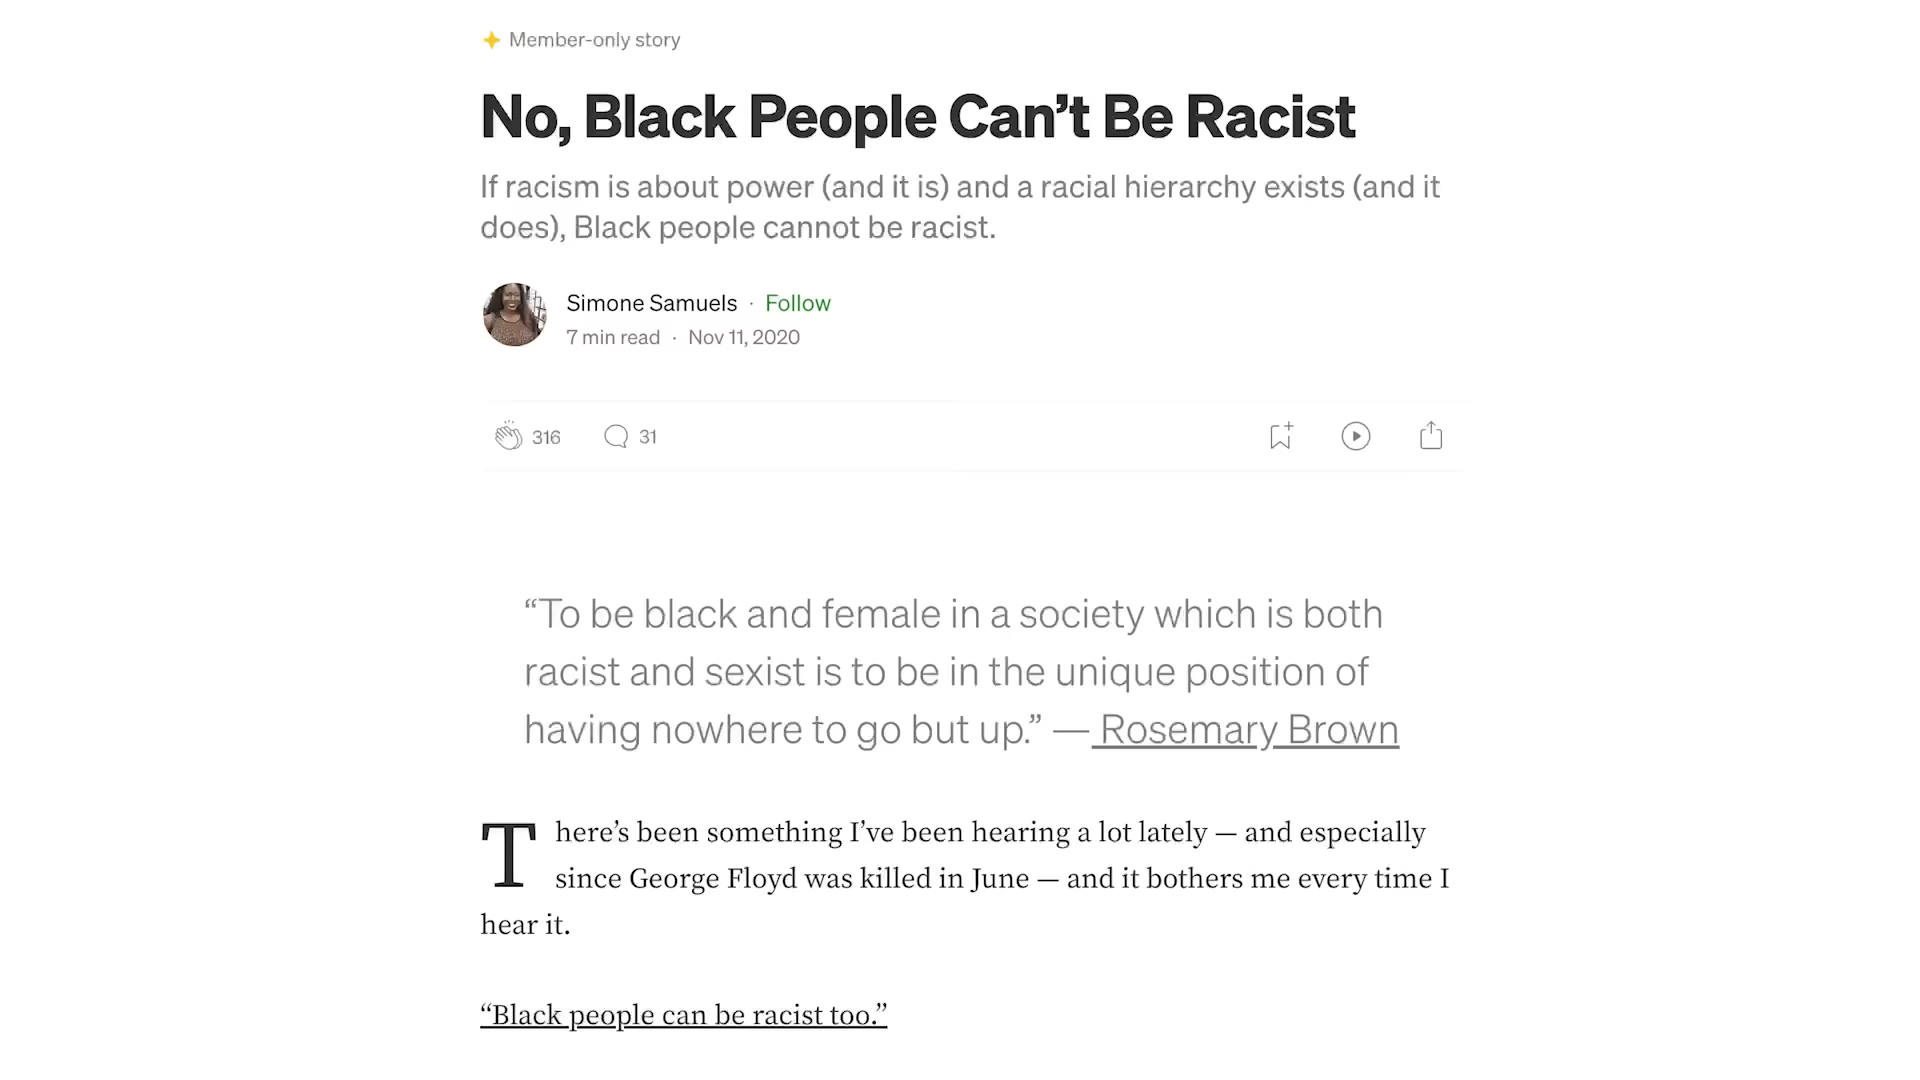 Member-only story
No, Black People Can’t Be Racist
If racism is about power (and it is) and a racial hierarchy exists (and it
does), Black people cannot be racist.
Simone Samuels · Follow
7 min read · Nov 11, 2020
316 31
“To be black and female in a society which is both
racist and sexist is to be in the unique position of
having nowhere to go but up.” — Rosemary Brown
There’s been something I’ve been hearing a lot lately — and especially
since George Floyd was killed in June — and it bothers me every time I
hear it.
“Black people can be racist too.”